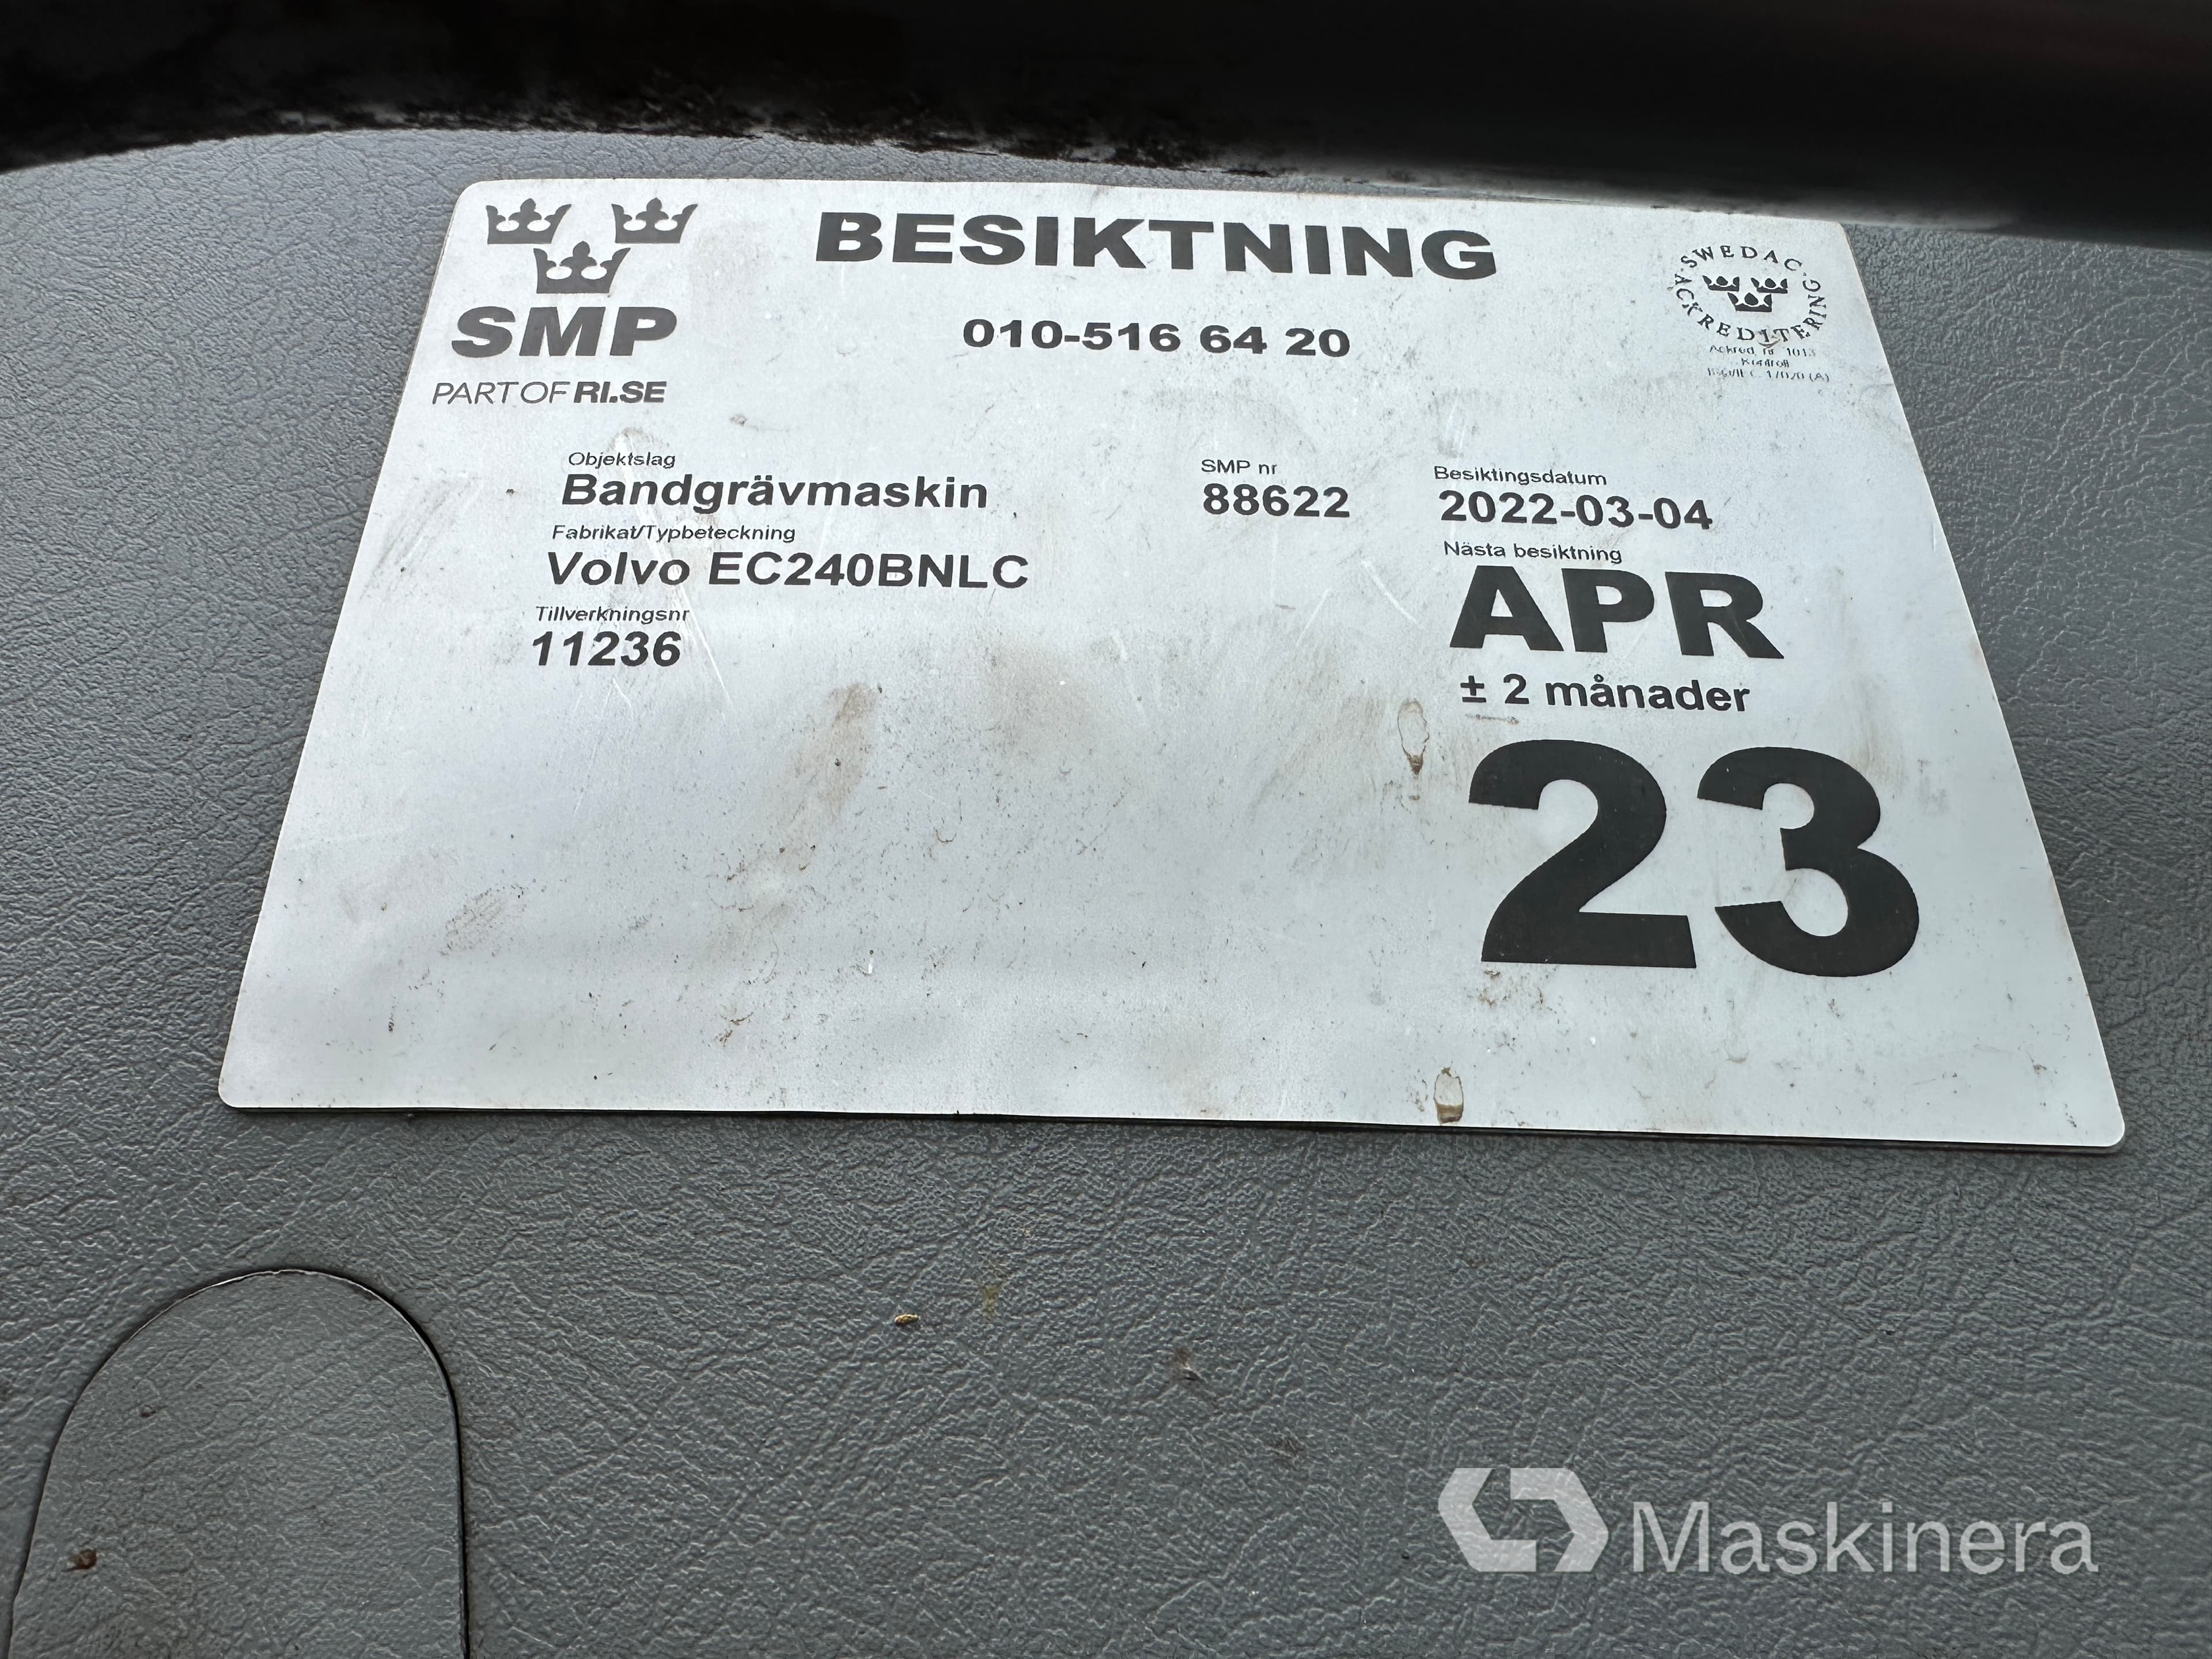 BESIKTNING
SWEDAC ACKREDITERING
SMP
010-516 64 20
PART OF RI.SE
Objektslag
Bandgrävmaskin
SMP nr
88622
Besiktingsdatum
2022-03-04
Fabrikat/Typbeteckning
Volvo EC240BNLC
Nästa besiktning
APR
± 2 månader
23
Tillverkningsnr
11236
Maskinera